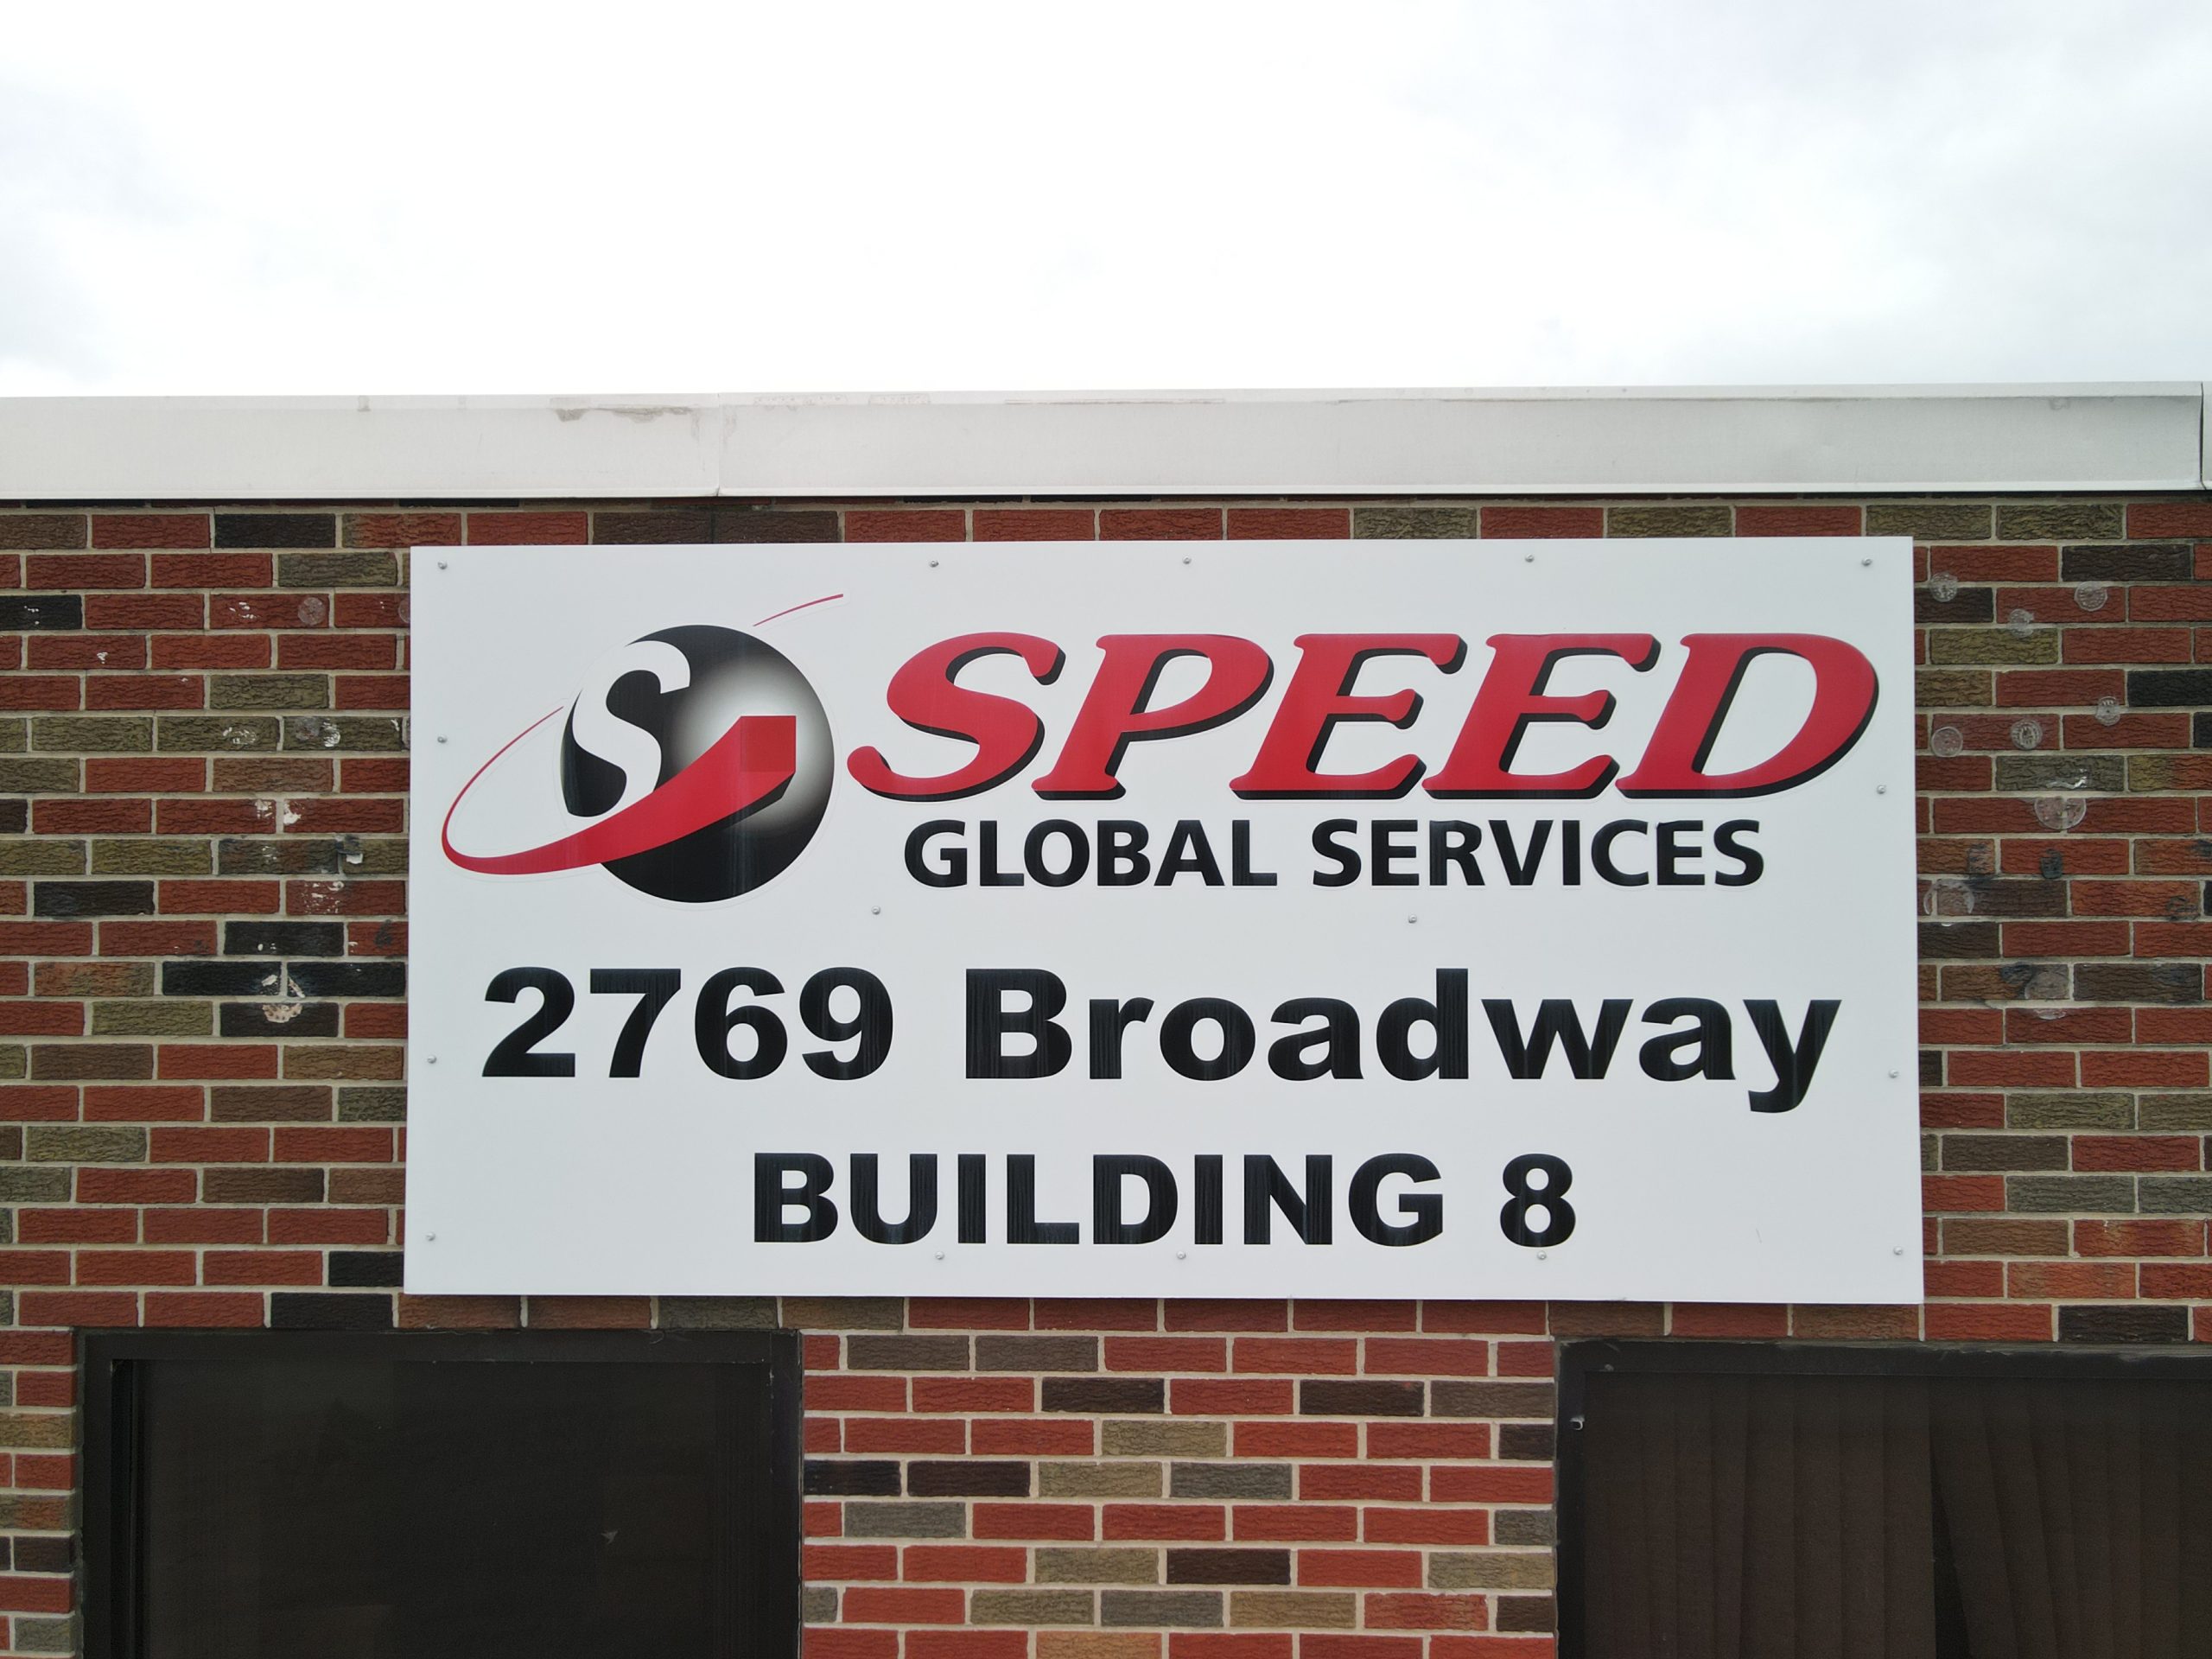 S
SPEED
GLOBAL SERVICES
2769 Broadway
BUILDING 8